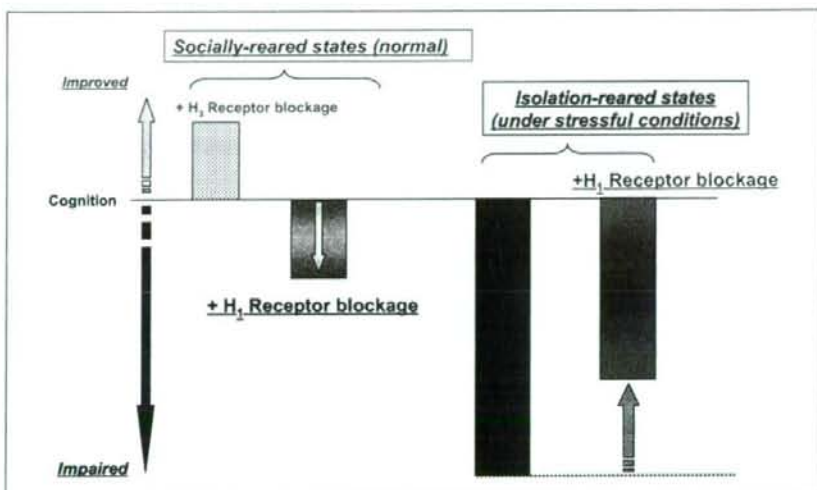 Socially-reared states (normal)
Improved
+ H3 Receptor blockage
Isolation-reared states
(under stressful conditions)
+H1 Receptor blockage
Cognition
+ H1 Receptor blockage
Impaired